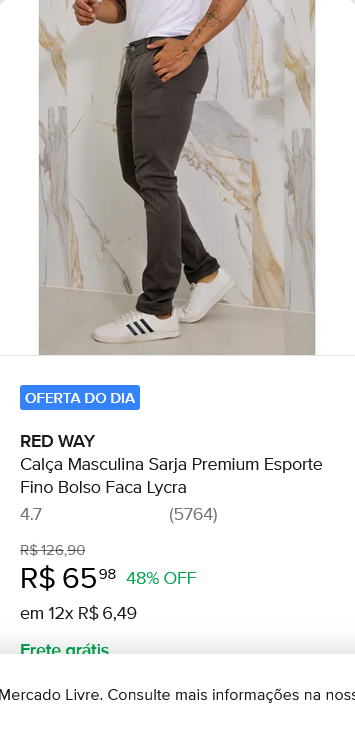 OFERTA DO DIA
RED WAY
Calça Masculina Sarja Premium Esporte
Fino Bolso Faca Lycra
4.7 (5764)
R$ 126,90
R$ 65,98 48% OFF
em 12x R$ 6,49
Frete grátis
Mercado Livre. Consulte mais informações na noss